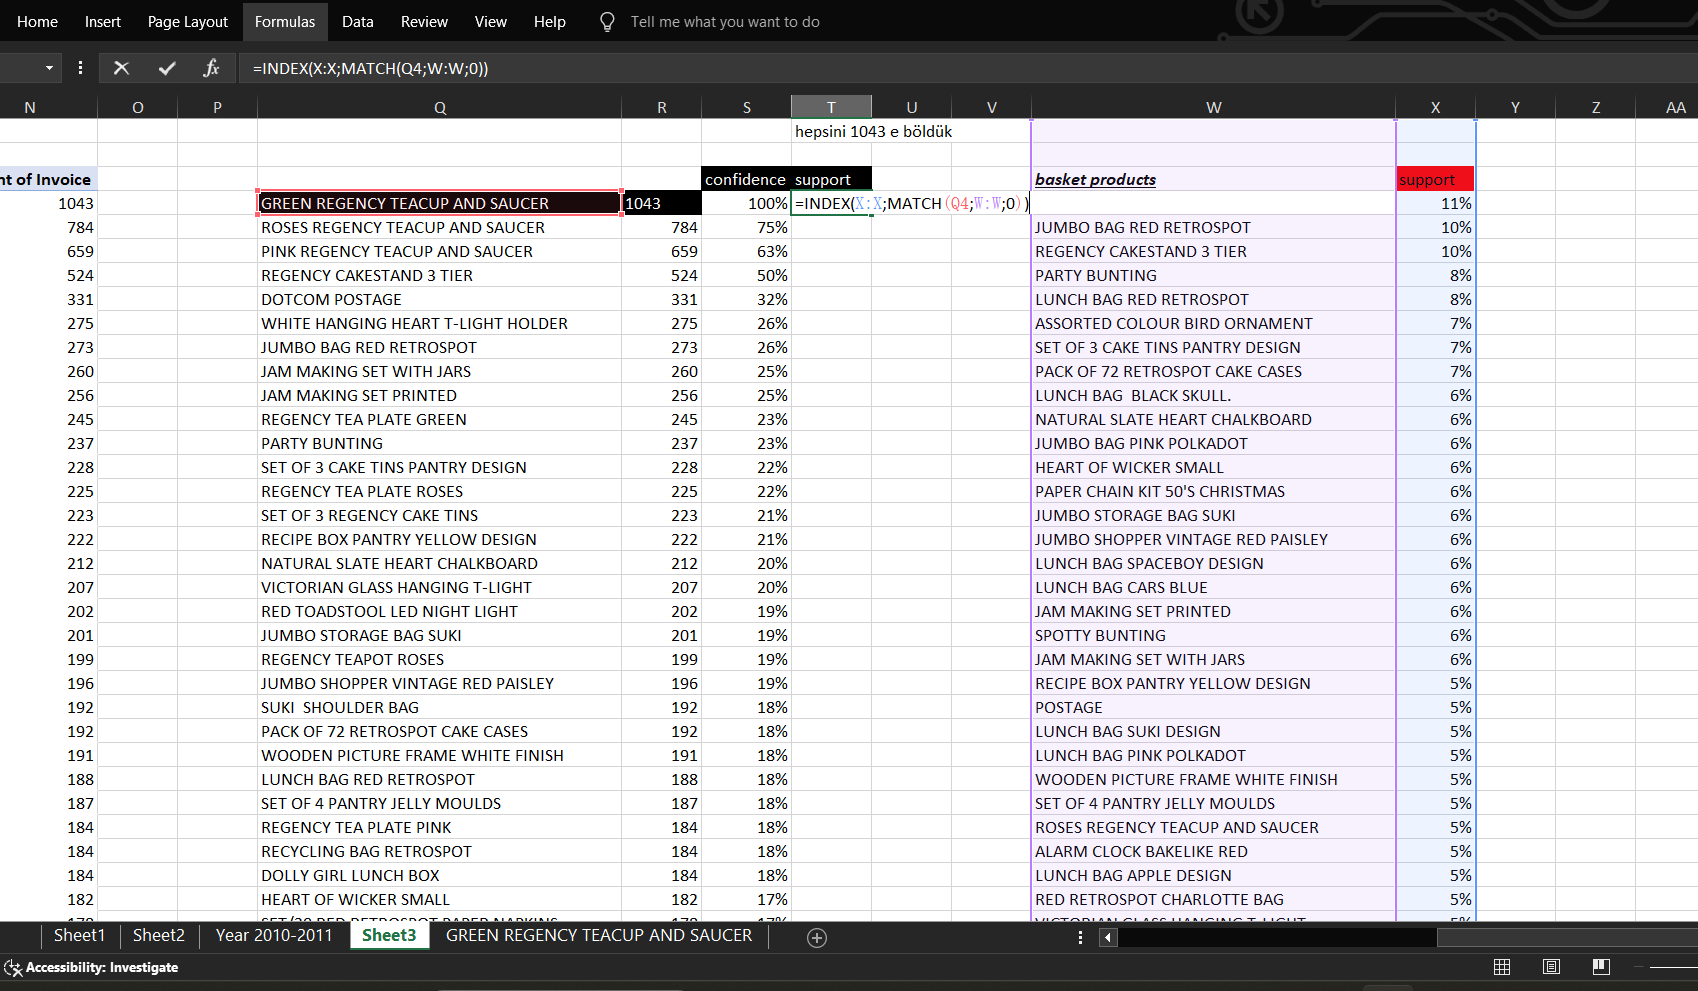 Home Insert Page Layout Formulas Data Review View Help Tell me what you want to do
fx =INDEX(X:X;MATCH(Q4;W:W;0))
N O P Q R S T U V W X Y Z AA
hepsini 1043 e böldük
nt of Invoice confidence support basket products support
1043 GREEN REGENCY TEACUP AND SAUCER 1043 100% =INDEX(X:X;MATCH(Q4;W:W;0)) 11%
784 ROSES REGENCY TEACUP AND SAUCER 784 75% JUMBO BAG RED RETROSPOT 10%
659 PINK REGENCY TEACUP AND SAUCER 659 63% REGENCY CAKESTAND 3 TIER 10%
524 REGENCY CAKESTAND 3 TIER 524 50% PARTY BUNTING 8%
331 DOTCOM POSTAGE 331 32% LUNCH BAG RED RETROSPOT 8%
275 WHITE HANGING HEART T-LIGHT HOLDER 275 26% ASSORTED COLOUR BIRD ORNAMENT 7%
273 JUMBO BAG RED RETROSPOT 273 26% SET OF 3 CAKE TINS PANTRY DESIGN 7%
260 JAM MAKING SET WITH JARS 260 25% PACK OF 72 RETROSPOT CAKE CASES 7%
256 JAM MAKING SET PRINTED 256 25% LUNCH BAG  BLACK SKULL. 6%
245 REGENCY TEA PLATE GREEN 245 23% NATURAL SLATE HEART CHALKBOARD 6%
237 PARTY BUNTING 237 23% JUMBO BAG PINK POLKADOT 6%
228 SET OF 3 CAKE TINS PANTRY DESIGN 228 22% HEART OF WICKER SMALL 6%
225 REGENCY TEA PLATE ROSES 225 22% PAPER CHAIN KIT 50'S CHRISTMAS 6%
223 SET OF 3 REGENCY CAKE TINS 223 21% JUMBO STORAGE BAG SUKI 6%
222 RECIPE BOX PANTRY YELLOW DESIGN 222 21% JUMBO SHOPPER VINTAGE RED PAISLEY 6%
212 NATURAL SLATE HEART CHALKBOARD 212 20% LUNCH BAG SPACEBOY DESIGN 6%
207 VICTORIAN GLASS HANGING T-LIGHT 207 20% LUNCH BAG CARS BLUE 6%
202 RED TOADSTOOL LED NIGHT LIGHT 202 19% JAM MAKING SET PRINTED 6%
201 JUMBO STORAGE BAG SUKI 201 19% SPOTTY BUNTING 6%
199 REGENCY TEAPOT ROSES 199 19% JAM MAKING SET WITH JARS 6%
196 JUMBO SHOPPER VINTAGE RED PAISLEY 196 19% RECIPE BOX PANTRY YELLOW DESIGN 5%
192 SUKI  SHOULDER BAG 192 18% POSTAGE 5%
192 PACK OF 72 RETROSPOT CAKE CASES 192 18% LUNCH BAG SUKI DESIGN 5%
191 WOODEN PICTURE FRAME WHITE FINISH 191 18% LUNCH BAG PINK POLKADOT 5%
188 LUNCH BAG RED RETROSPOT 188 18% WOODEN PICTURE FRAME WHITE FINISH 5%
187 SET OF 4 PANTRY JELLY MOULDS 187 18% SET OF 4 PANTRY JELLY MOULDS 5%
184 REGENCY TEA PLATE PINK 184 18% ROSES REGENCY TEACUP AND SAUCER 5%
184 RECYCLING BAG RETROSPOT 184 18% ALARM CLOCK BAKELIKE RED 5%
184 DOLLY GIRL LUNCH BOX 184 18% LUNCH BAG APPLE DESIGN 5%
182 HEART OF WICKER SMALL 182 17% RED RETROSPOT CHARLOTTE BAG 5%
Sheet1 Sheet2 Year 2010-2011 Sheet3 GREEN REGENCY TEACUP AND SAUCER
Accessibility: Investigate